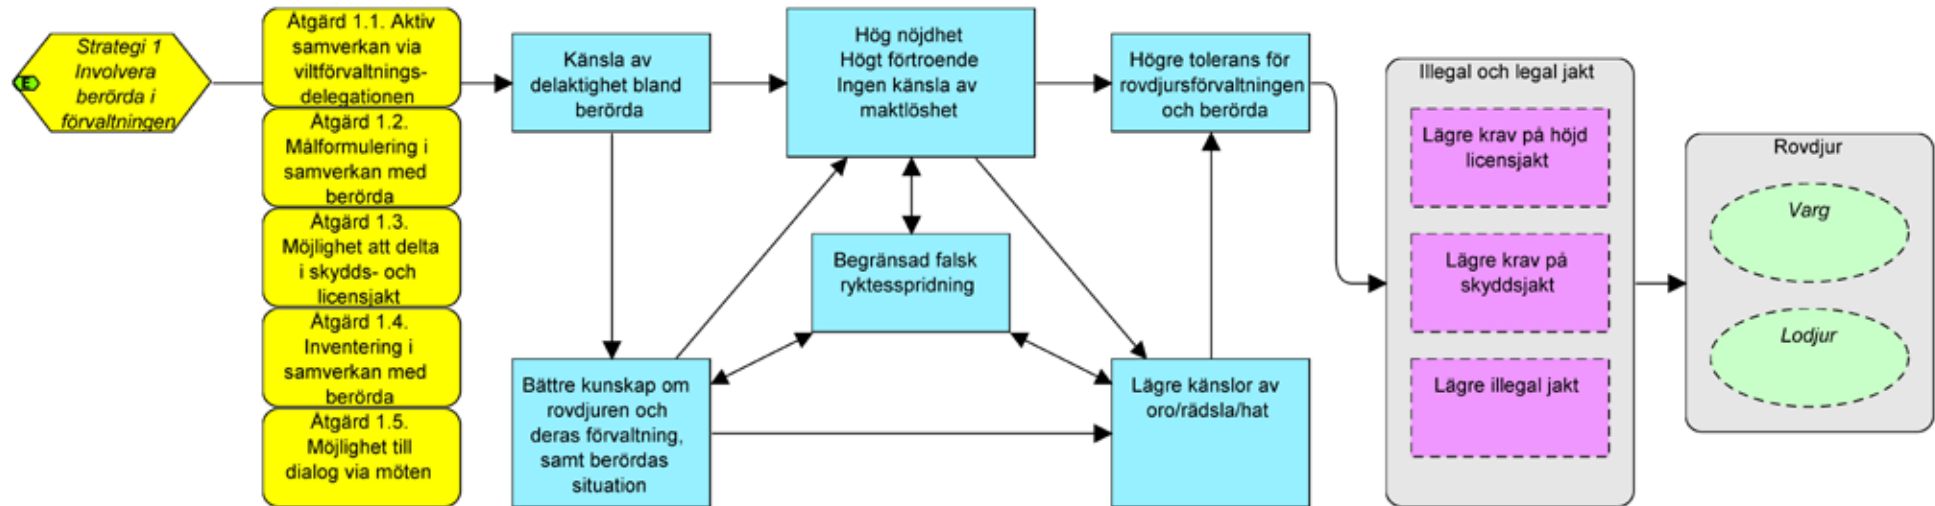 Strategi 1
Involvera
berörda i
förvaltningen
E
Åtgärd 1.1. Aktiv
samverkan via
viltförvaltnings-
delegationen
Åtgärd 1.2.
Målformulering i
samverkan med
berörda
Åtgärd 1.3.
Möjlighet att delta
i skydds- och
licensjakt
Åtgärd 1.4.
Inventering i
samverkan med
berörda
Åtgärd 1.5.
Möjlighet till
dialog via möten
Känsla av
delaktighet bland
berörda
Bättre kunskap om
rovdjuren och
deras förvaltning,
samt berördas
situation
Hög nöjdhet
Högt förtroende
Ingen känsla av
maktlöshet
Begränsad falsk
ryktesspridning
Högre tolerans för
rovdjursförvaltningen
och berörda
Lägre känslor av
oro/rädsla/hat
Illegal och legal jakt
Lägre krav på höjd
licensjakt
Lägre krav på
skyddsjakt
Lägre illegal jakt
Rovdjur
Varg
Lodjur